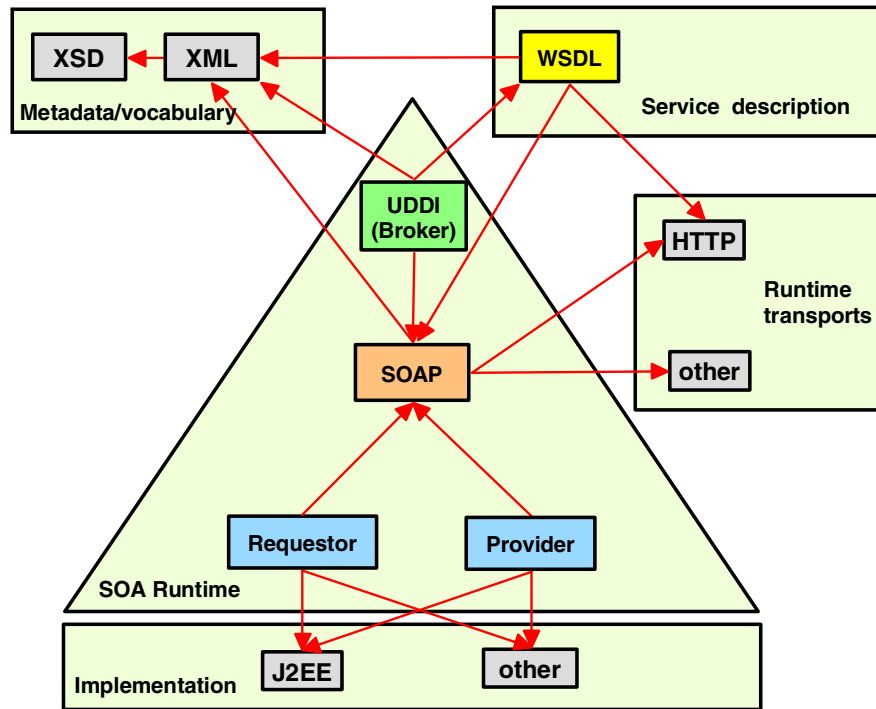 XSD
XML
Metadata/vocabulary
WSDL
Service description
UDDI
(Broker)
HTTP
Runtime
transports
other
SOAP
Requestor
Provider
SOA Runtime
J2EE
other
Implementation